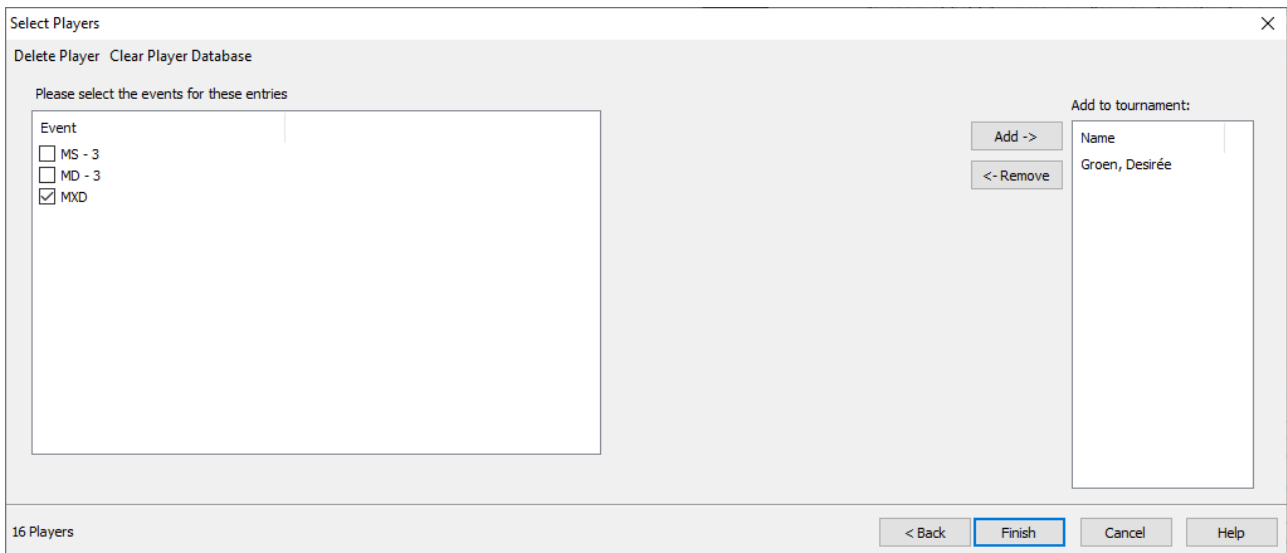 Select Players
Delete Player Clear Player Database
Please select the events for these entries
Event
MS - 3
MD - 3
MXD
Add ->
<- Remove
Add to tournament:
Name
Groen, Desirée
16 Players
< Back
Finish
Cancel
Help